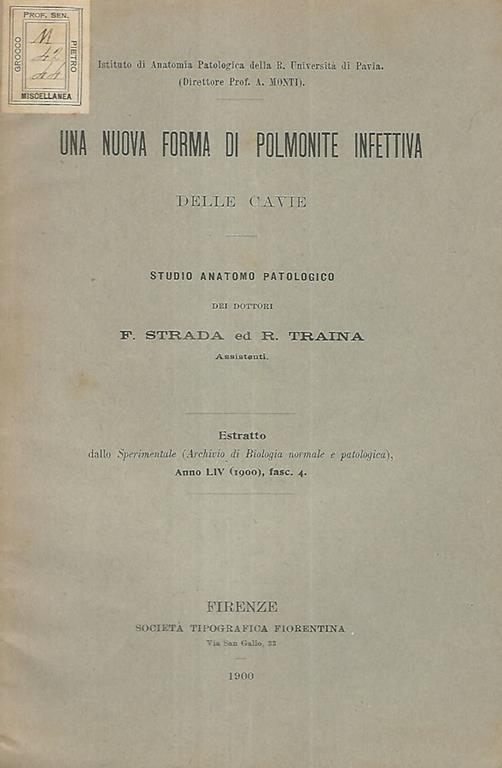 PROF. SEN.
GROCCO
PIETRO
M
MISCELLANEA
Istituto di Anatomia Patologica della R. Università di Pavia.
(Direttore Prof. A. MONTI).
UNA NUOVA FORMA DI POLMONITE INFETTIVA
DELLE CAVIE
STUDIO ANATOMO PATOLOGICO
DEI DOTTORI
F. STRADA ed R. TRAINA
Assistenti.
Estratto
dallo Sperimentale (Archivio di Biologia normale e patologica),
Anno LIV (1900), fasc. 4.
FIRENZE
SOCIETÀ TIPOGRAFICA FIORENTINA
Via San Gallo, 33
1900